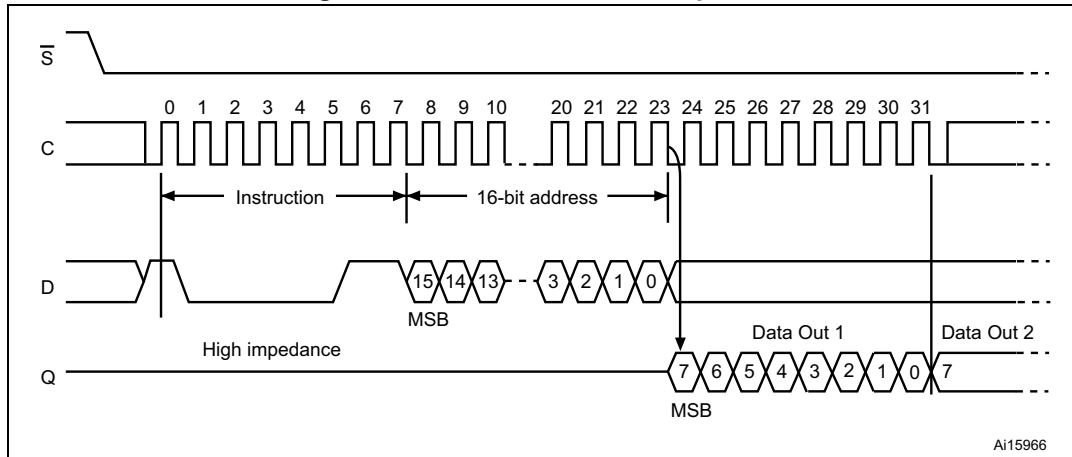 S
0 1 2 3 4 5 6 7 8 9 10 20 21 22 23 24 25 26 27 28 29 30 31
C
Instruction 16-bit address
D 15 14 13 3 2 1 0
MSB
High impedance Data Out 1 Data Out 2
Q 7 6 5 4 3 2 1 0 7
MSB
Ai15966